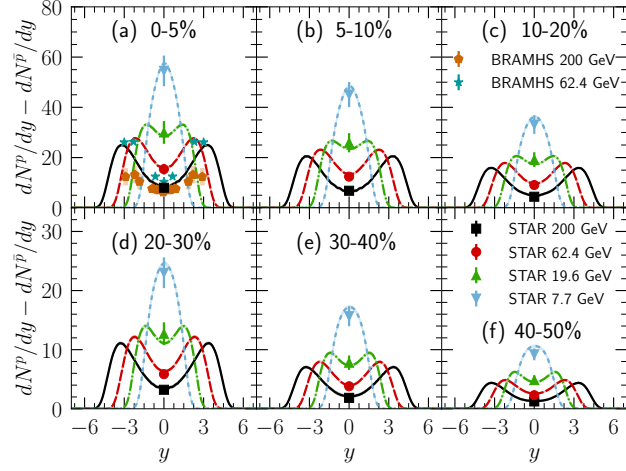 80
60
40
20
0
dN^p/dy − dN^p̄/dy
(a) 0-5%
(b) 5-10%
(c) 10-20%
BRAMHS 200 GeV
BRAMHS 62.4 GeV
30
20
10
0
dN^p/dy − dN^p̄/dy
(d) 20-30%
(e) 30-40%
STAR 200 GeV
STAR 62.4 GeV
STAR 19.6 GeV
STAR 7.7 GeV
(f) 40-50%
−6 −3 0 3 6
−6 −3 0 3 6
−6 −3 0 3 6
y
y
y